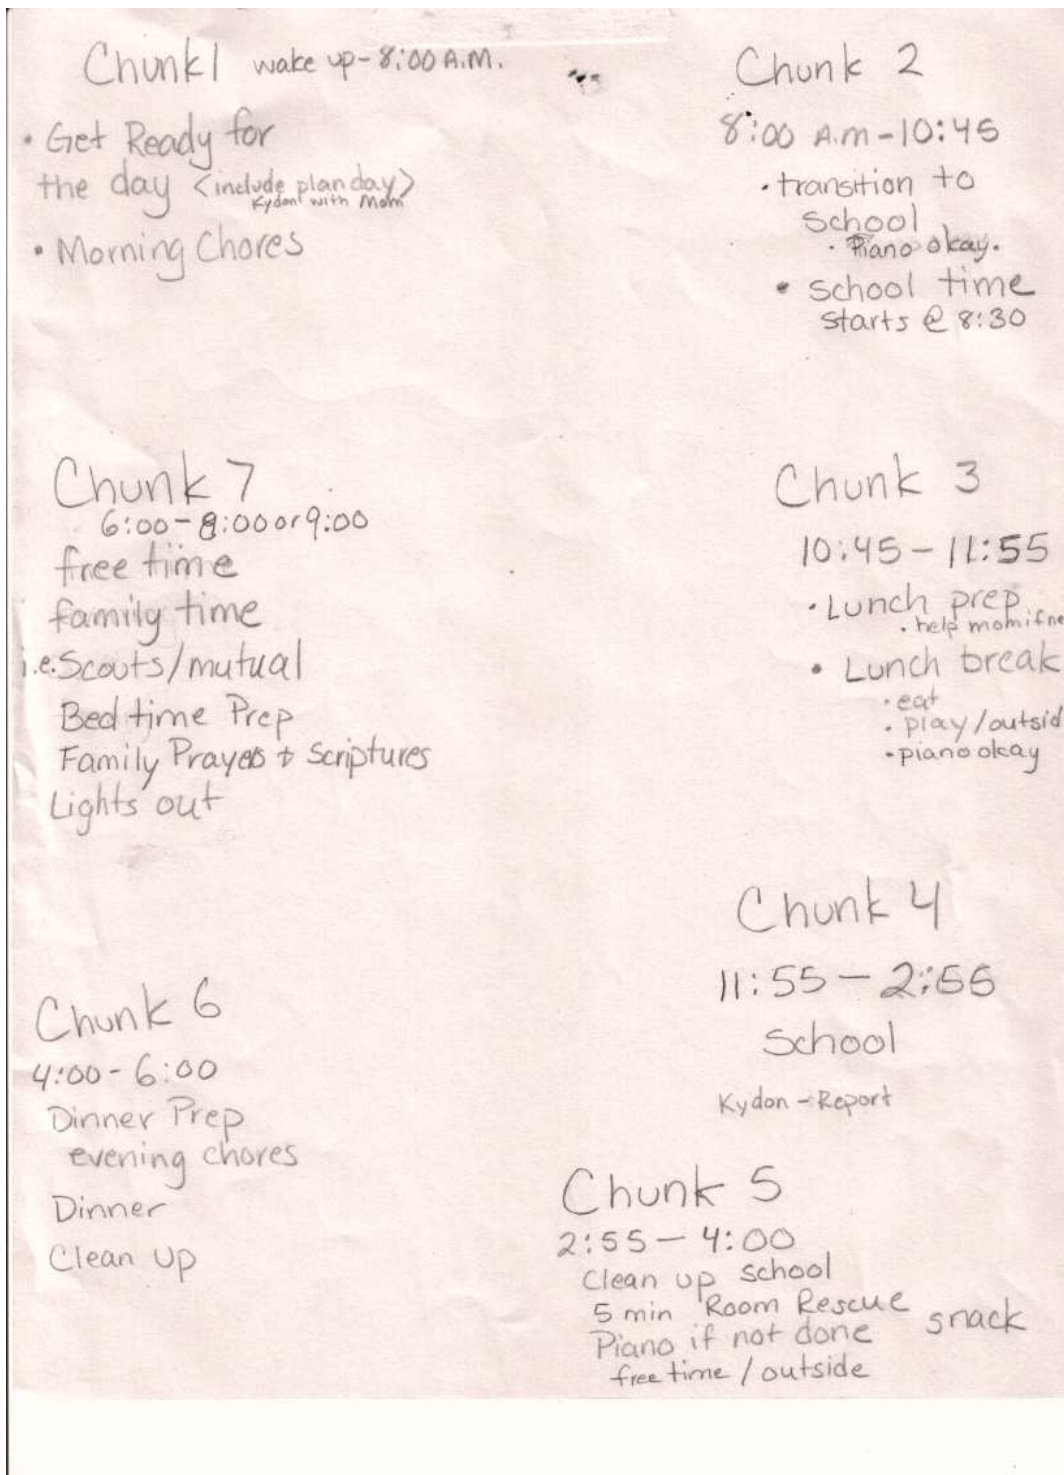 Chunk 1 wake up - 8:00 A.M.
• Get Ready for
the day <include plan day>
Kydon with Mom
• Morning Chores
Chunk 2
8:00 A.m - 10:45
• transition to
school
• Piano okay.
• school time
starts @ 8:30
Chunk 3
10:45 - 11:55
• Lunch prep
• help mom if ne
• Lunch break
• eat
• play/outsid
• piano okay
Chunk 4
11:55 - 2:55
School
Kydon - Report
Chunk 5
2:55 - 4:00
Clean up school
5 min Room Rescue
snack
Piano if not done
free time / outside
Chunk 6
4:00 - 6:00
Dinner Prep
evening chores
Dinner
Clean up
Chunk 7
6:00 - 8:00 or 9:00
free time
family time
i.e. Scouts/mutual
Bed time Prep
Family Prayers + Scriptures
Lights out